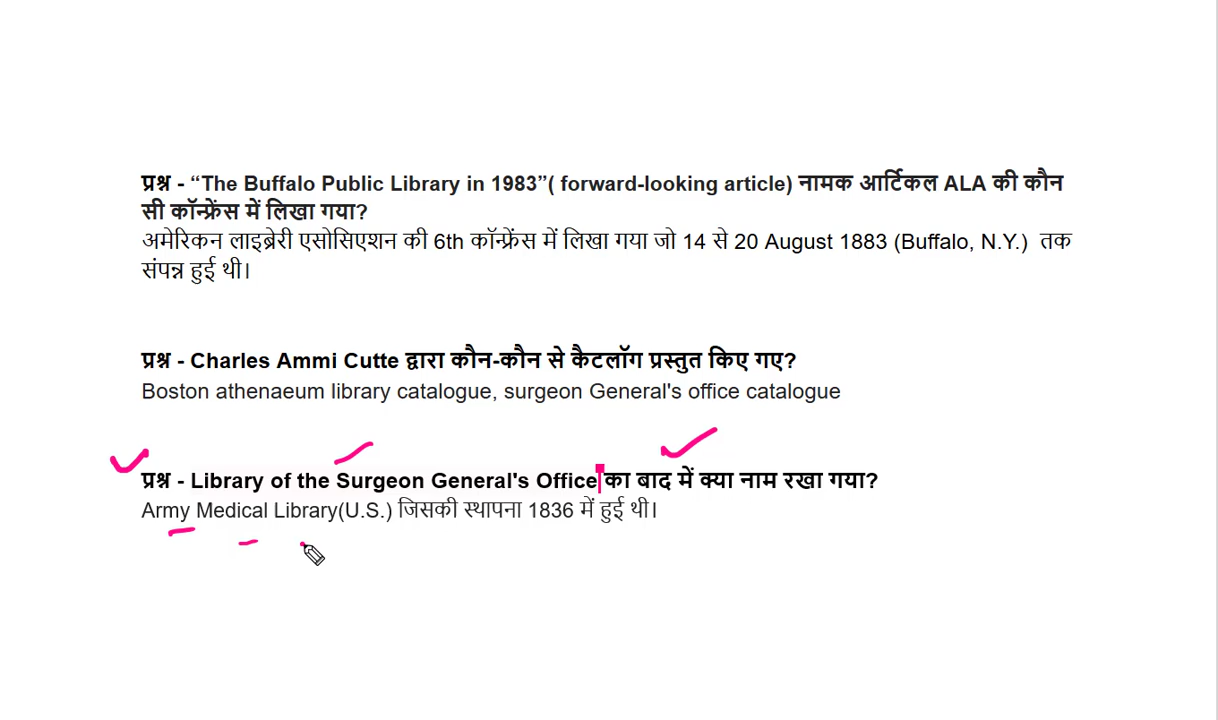 प्रश्न - “The Buffalo Public Library in 1983”( forward-looking article) नामक आर्टिकल ALA की कौन
सी कॉन्फ्रेंस में लिखा गया?
अमेरिकन लाइब्रेरी एसोसिएशन की 6th कॉन्फ्रेंस में लिखा गया जो 14 से 20 August 1883 (Buffalo, N.Y.) तक
संपन्न हुई थी।
प्रश्न - Charles Ammi Cutte द्वारा कौन-कौन से कैटलॉग प्रस्तुत किए गए?
Boston athenaeum library catalogue, surgeon General's office catalogue
प्रश्न - Library of the Surgeon General's Office का बाद में क्या नाम रखा गया?
Army Medical Library(U.S.) जिसकी स्थापना 1836 में हुई थी।